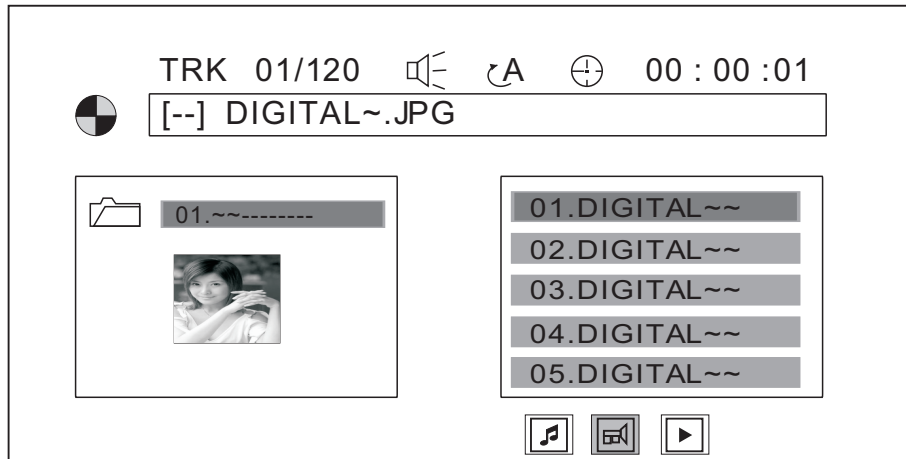 TRK 01/120 A 00 : 00 :01
[--] DIGITAL~.JPG
01.~~--------
01.DIGITAL~~
02.DIGITAL~~
03.DIGITAL~~
04.DIGITAL~~
05.DIGITAL~~